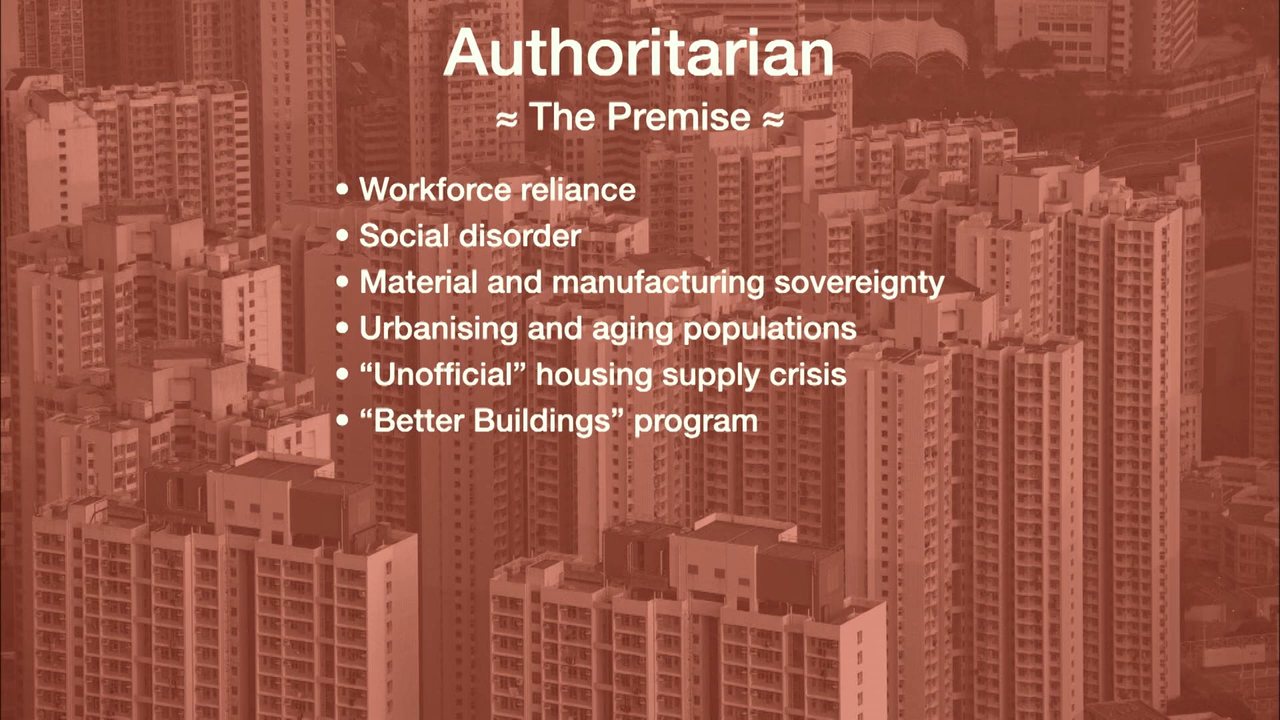 Authoritarian
≈ The Premise ≈
• Workforce reliance
• Social disorder
• Material and manufacturing sovereignty
• Urbanising and aging populations
• “Unofficial” housing supply crisis
• “Better Buildings” program